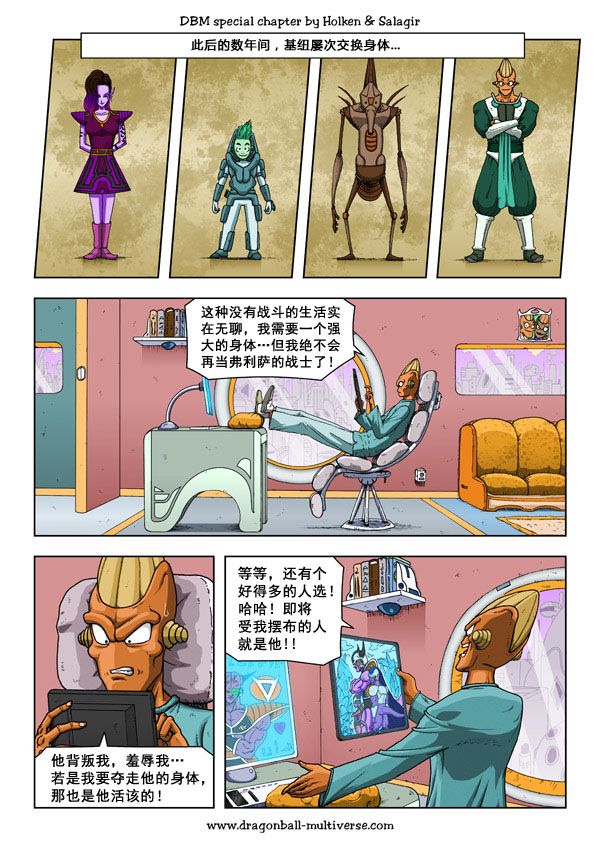 DBM special chapter by Holken & Salagir
此后的数年间，基纽屡次交换身体...
这种没有战斗的生活实
在无聊，我需要一个强
大的身体…但我绝不会
再当弗利萨的战士了！
他背叛我，羞辱我…
若是我要夺走他的身体，
那也是他活该的！
等等，还有个
好得多的人选！
哈哈！即将
受我摆布的人
就是他!!
www.dragonball-multiverse.com